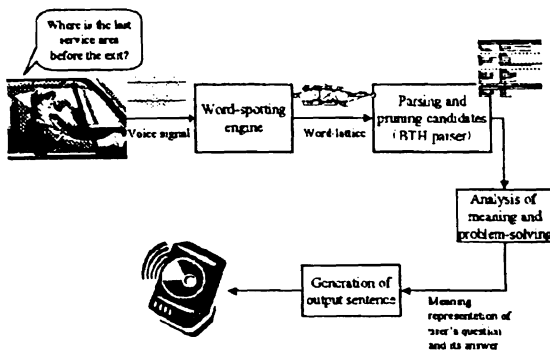 Where is the last
service area
before the exit?
Voice signal
Word-spotting
engine
Word-lattice
Parsing and
pruning candidates
(BTH parser)
Analysis of
meaning and
problem-solving
Generation of
output sentence
Meaning
representation of
user's question
and its answer